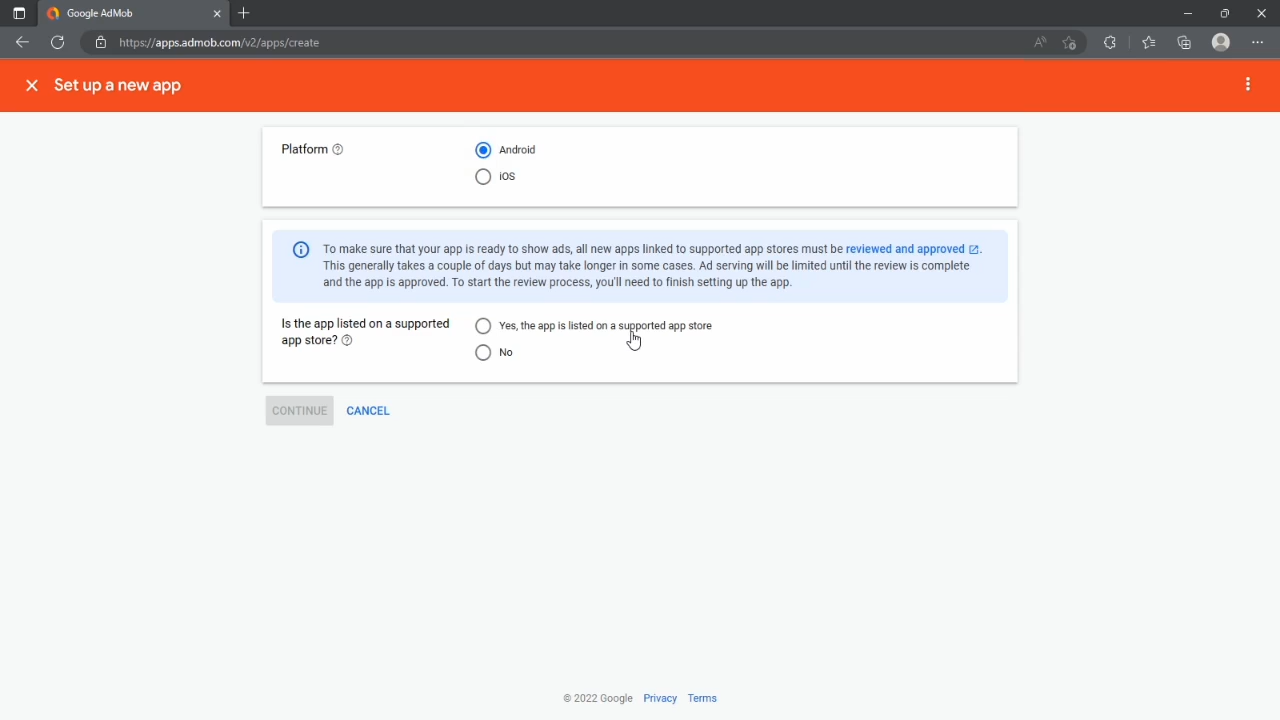 Google AdMob
https://apps.admob.com/v2/apps/create
Set up a new app
Platform
Android
iOS
To make sure that your app is ready to show ads, all new apps linked to supported app stores must be reviewed and approved.
This generally takes a couple of days but may take longer in some cases. Ad serving will be limited until the review is complete
and the app is approved. To start the review process, you'll need to finish setting up the app.
Is the app listed on a supported
app store?
Yes, the app is listed on a supported app store
No
CONTINUE CANCEL
© 2022 Google Privacy Terms